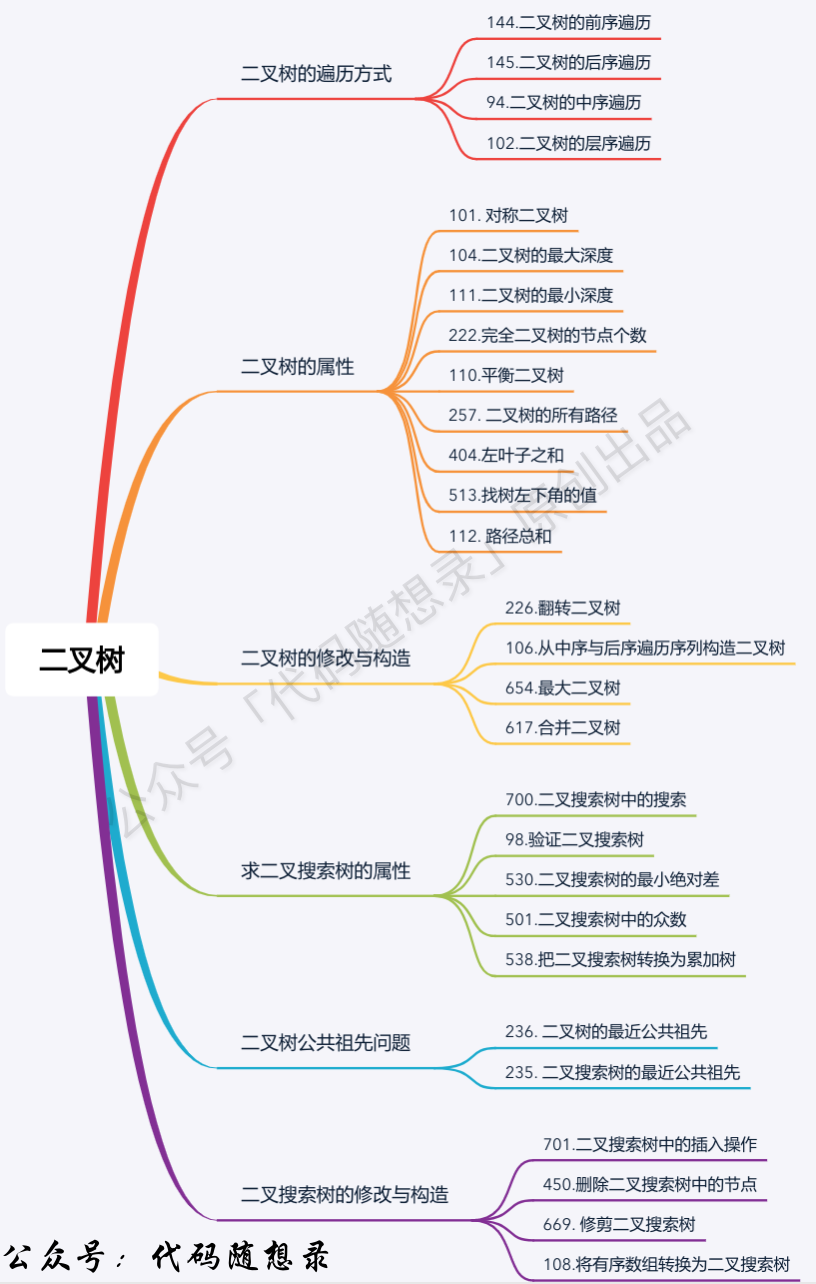 二叉树
二叉树的遍历方式
144.二叉树的前序遍历
145.二叉树的后序遍历
94.二叉树的中序遍历
102.二叉树的层序遍历
二叉树的属性
101. 对称二叉树
104.二叉树的最大深度
111.二叉树的最小深度
222.完全二叉树的节点个数
110.平衡二叉树
257. 二叉树的所有路径
404.左叶子之和
513.找树左下角的值
112. 路径总和
二叉树的修改与构造
226.翻转二叉树
106.从中序与后序遍历序列构造二叉树
654.最大二叉树
617.合并二叉树
求二叉搜索树的属性
700.二叉搜索树中的搜索
98.验证二叉搜索树
530.二叉搜索树的最小绝对差
501.二叉搜索树中的众数
538.把二叉搜索树转换为累加树
二叉树公共祖先问题
236. 二叉树的最近公共祖先
235. 二叉搜索树的最近公共祖先
二叉搜索树的修改与构造
701.二叉搜索树中的插入操作
450.删除二叉搜索树中的节点
669. 修剪二叉搜索树
108.将有序数组转换为二叉搜索树
公众号「代码随想录」原创出品
公众号：代码随想录